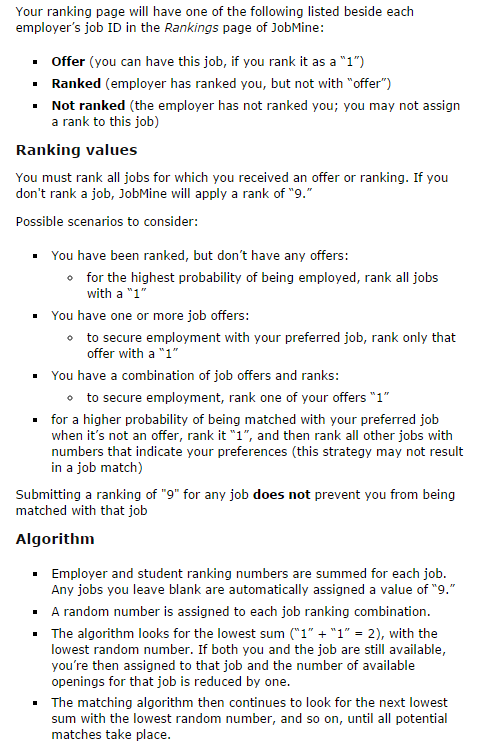 Your ranking page will have one of the following listed beside each
employer's job ID in the Rankings page of JobMine:
▪ Offer (you can have this job, if you rank it as a "1")
▪ Ranked (employer has ranked you, but not with "offer")
▪ Not ranked (the employer has not ranked you; you may not assign
a rank to this job)
Ranking values
You must rank all jobs for which you received an offer or ranking. If you
don't rank a job, JobMine will apply a rank of "9."
Possible scenarios to consider:
▪ You have been ranked, but don't have any offers:
◦ for the highest probability of being employed, rank all jobs
with a "1"
▪ You have one or more job offers:
◦ to secure employment with your preferred job, rank only that
offer with a "1"
▪ You have a combination of job offers and ranks:
◦ to secure employment, rank one of your offers "1"
▪ for a higher probability of being matched with your preferred job
when it's not an offer, rank it "1", and then rank all other jobs with
numbers that indicate your preferences (this strategy may not result
in a job match)
Submitting a ranking of "9" for any job does not prevent you from being
matched with that job
Algorithm
▪ Employer and student ranking numbers are summed for each job.
Any jobs you leave blank are automatically assigned a value of "9."
▪ A random number is assigned to each job ranking combination.
▪ The algorithm looks for the lowest sum ("1" + "1" = 2), with the
lowest random number. If both you and the job are still available,
you're then assigned to that job and the number of available
openings for that job is reduced by one.
▪ The matching algorithm then continues to look for the next lowest
sum with the lowest random number, and so on, until all potential
matches take place.